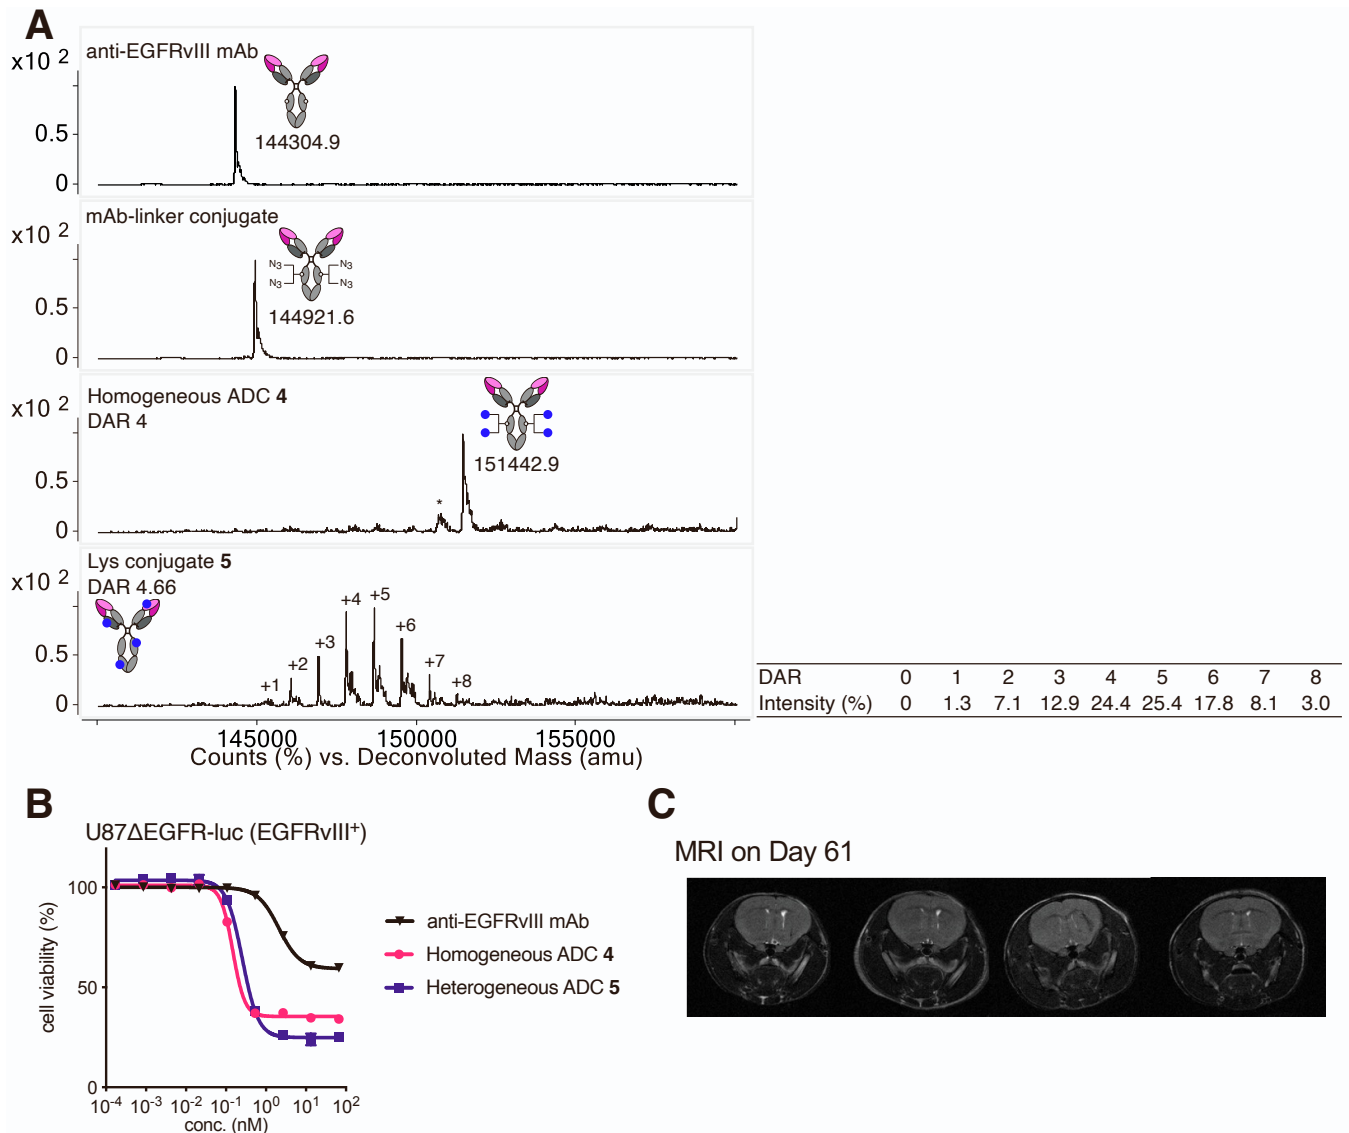 A
x10 2
anti-EGFRvIII mAb
144304.9
0.5
0
x10 2
mAb-linker conjugate
N3 N3
N3 N3
144921.6
0.5
0
x10 2
Homogeneous ADC 4
DAR 4
151442.9
0.5
*
0
x10 2
Lys conjugate 5
DAR 4.66
+1 +2 +3 +4 +5 +6 +7 +8
0.5
0
145000 150000 155000
Counts (%) vs. Deconvoluted Mass (amu)
DAR 0 1 2 3 4 5 6 7 8
Intensity (%) 0 1.3 7.1 12.9 24.4 25.4 17.8 8.1 3.0
B
U87ΔEGFR-luc (EGFRvIII+)
cell viability (%)
100
50
0
10-4 10-3 10-2 10-1 100 101 102
conc. (nM)
anti-EGFRvIII mAb
Homogeneous ADC 4
Heterogeneous ADC 5
C
MRI on Day 61